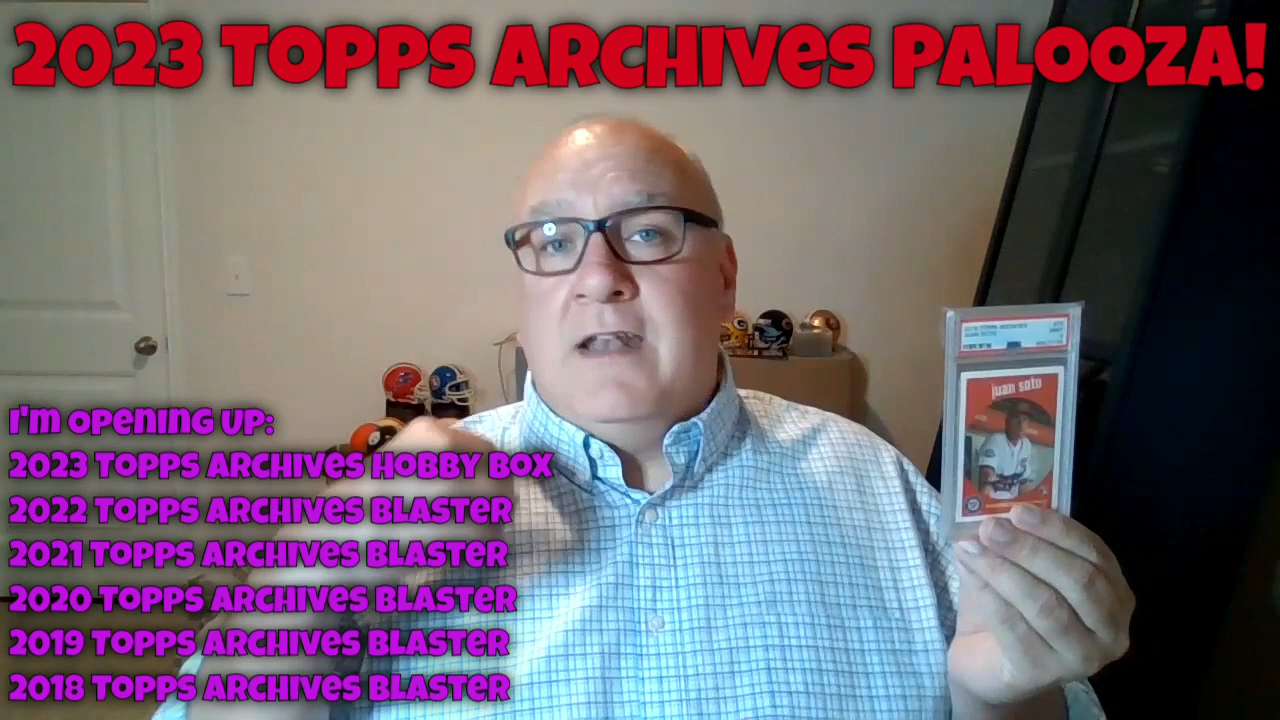 2023 TOPPS ARCHIVES PALOOZA!
I'm OPENING UP:
2023 TOPPS ARCHIVES HOBBY BOX
2022 TOPPS ARCHIVES BLASTER
2021 TOPPS ARCHIVES BLASTER
2020 TOPPS ARCHIVES BLASTER
2019 TOPPS ARCHIVES BLASTER
2018 TOPPS ARCHIVES BLASTER
juan soto